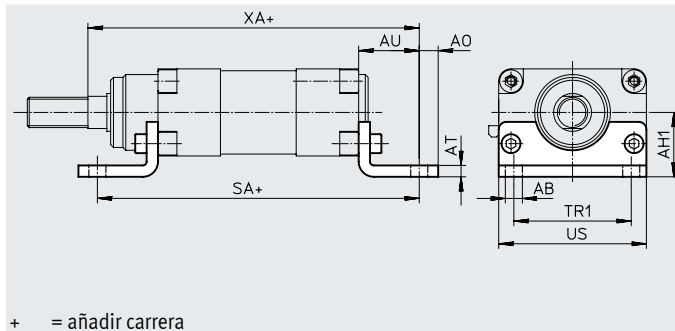 XA+
AU
AO
AT
SA+
AH1
AB
TR1
US
+ = añadir carrera